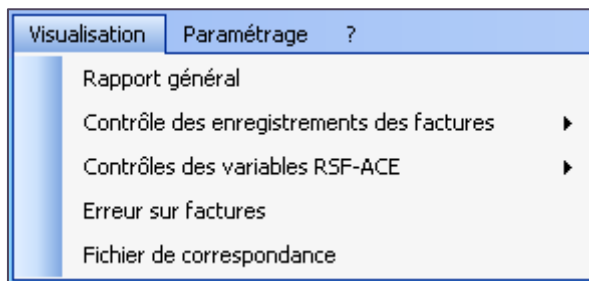 Visualisation Paramétrage ?
Rapport général
Contrôle des enregistrements des factures
Contrôles des variables RSF-ACE
Erreur sur factures
Fichier de correspondance